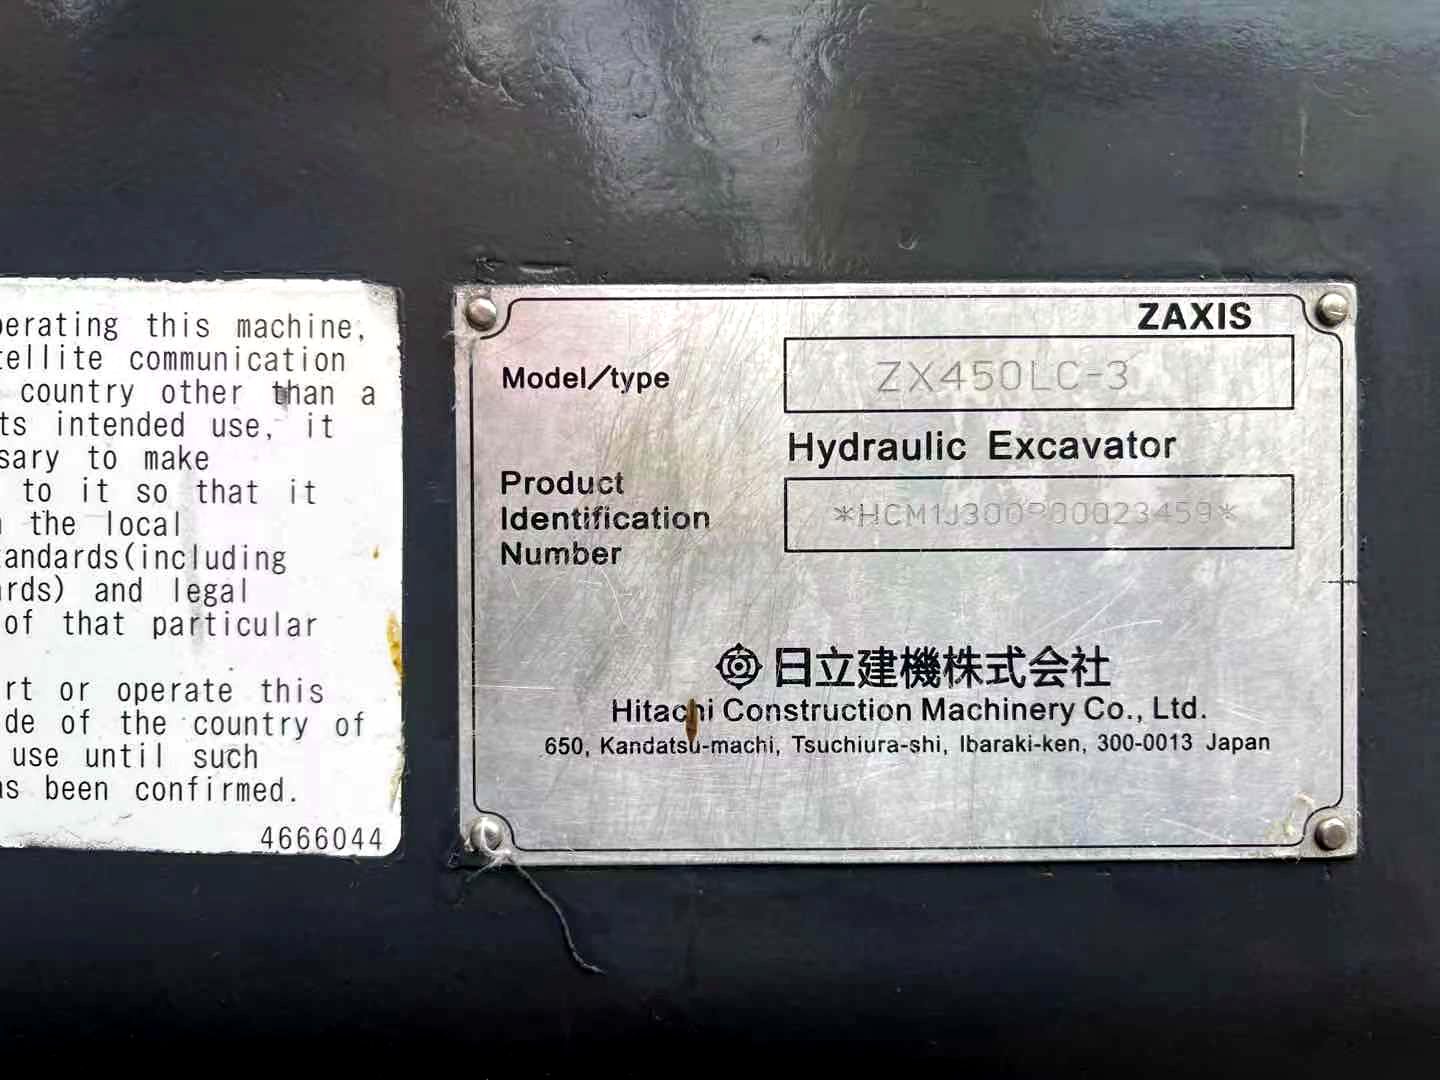 perating this machine,
tellite communication
country other than a
ts intended use, it
sary to make
to it so that it
the local
tandards(including
rds) and legal
of that particular
rt or operate this
de of the country of
use until such
as been confirmed.
4666044
ZAXIS
Model/type
ZX450LC-3
Hydraulic Excavator
Product
Identification
Number
*HCM1J300P00023459*
日立建機株式会社
Hitachi Construction Machinery Co., Ltd.
650, Kandatsu-machi, Tsuchiura-shi, Ibaraki-ken, 300-0013 Japan